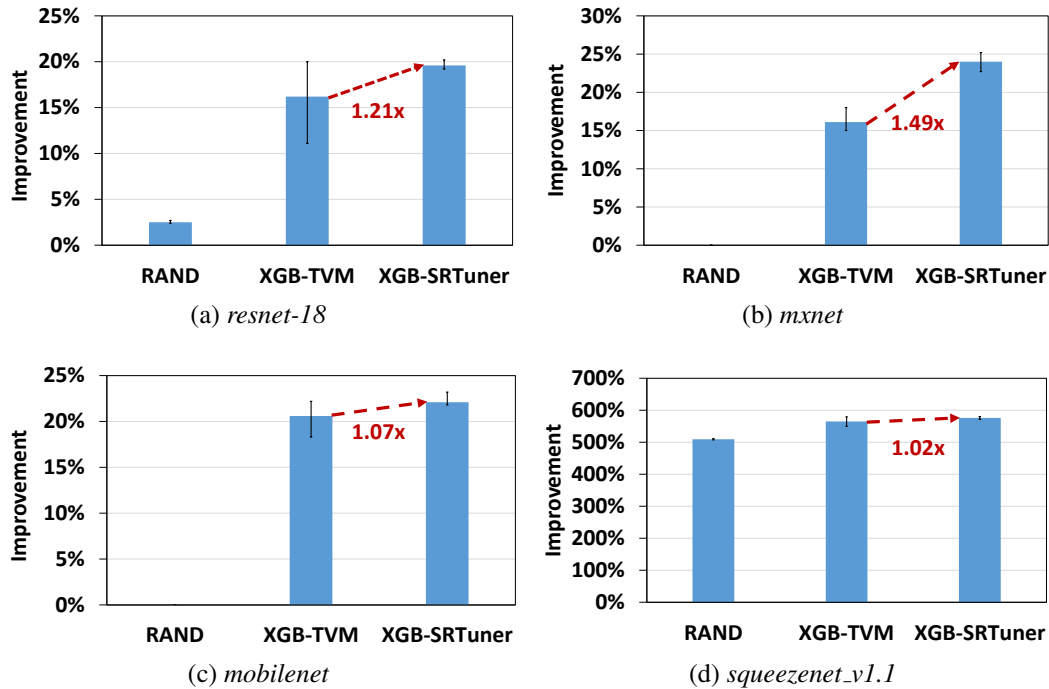 25%
20%
15%
10%
5%
0%
Improvement
1.21x
RAND XGB-TVM XGB-SRTuner
(a) resnet-18
30%
25%
20%
15%
10%
5%
0%
Improvement
1.49x
RAND XGB-TVM XGB-SRTuner
(b) mxnet
25%
20%
15%
10%
5%
0%
Improvement
1.07x
RAND XGB-TVM XGB-SRTuner
(c) mobilenet
700%
600%
500%
400%
300%
200%
100%
0%
Improvement
1.02x
RAND XGB-TVM XGB-SRTuner
(d) squeezenet_v1.1